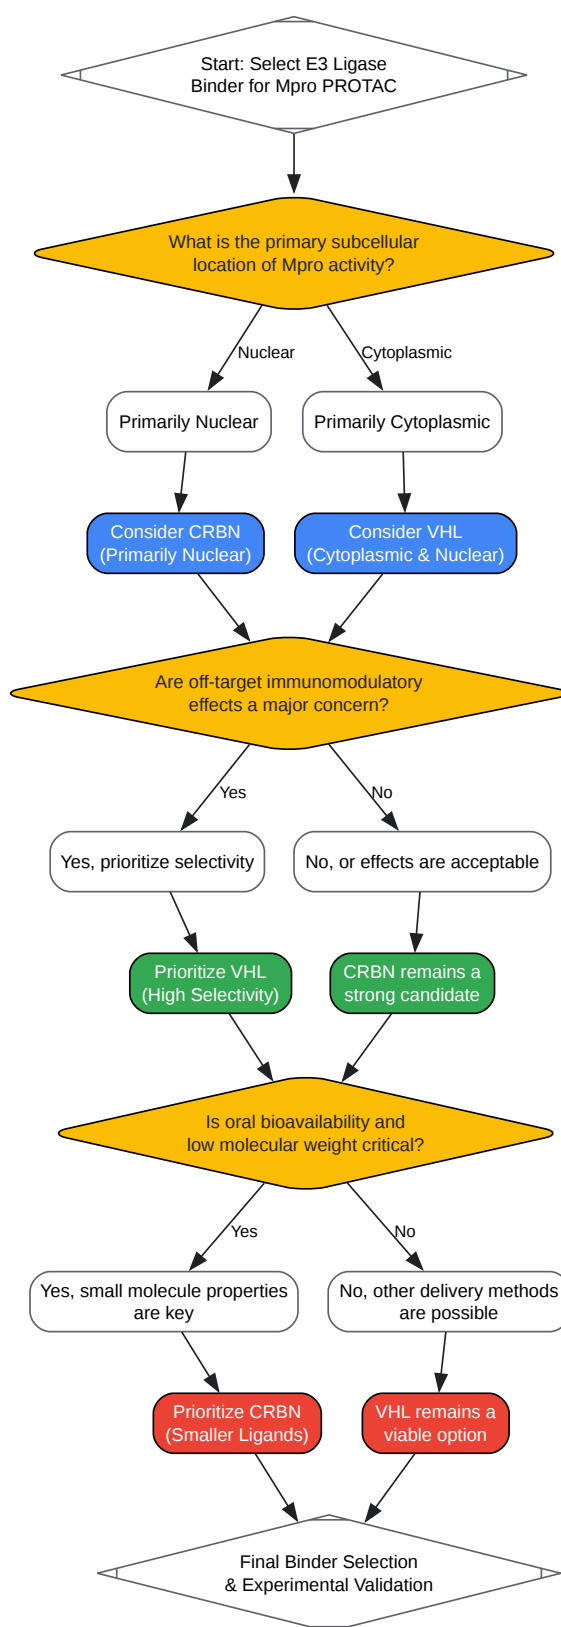 Start: Select E3 Ligase
Binder for Mpro PROTAC
What is the primary subcellular
location of Mpro activity?
Nuclear
Cytoplasmic
Primarily Nuclear
Primarily Cytoplasmic
Consider CRBN
(Primarily Nuclear)
Consider VHL
(Cytoplasmic & Nuclear)
Are off-target immunomodulatory
effects a major concern?
Yes
No
Yes, prioritize selectivity
No, or effects are acceptable
Prioritize VHL
(High Selectivity)
CRBN remains a
strong candidate
Is oral bioavailability and
low molecular weight critical?
Yes
No
Yes, small molecule properties
are key
No, other delivery methods
are possible
Prioritize CRBN
(Smaller Ligands)
VHL remains a
viable option
Final Binder Selection
& Experimental Validation